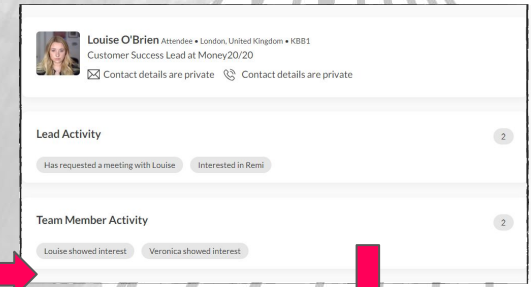 Louise O'Brien Attendee • London, United Kingdom • KBB1
Customer Success Lead at Money20/20
Contact details are private Contact details are private
Lead Activity 2
Has requested a meeting with Louise Interested in Remi
Team Member Activity 2
Louise showed interest Veronica showed interest